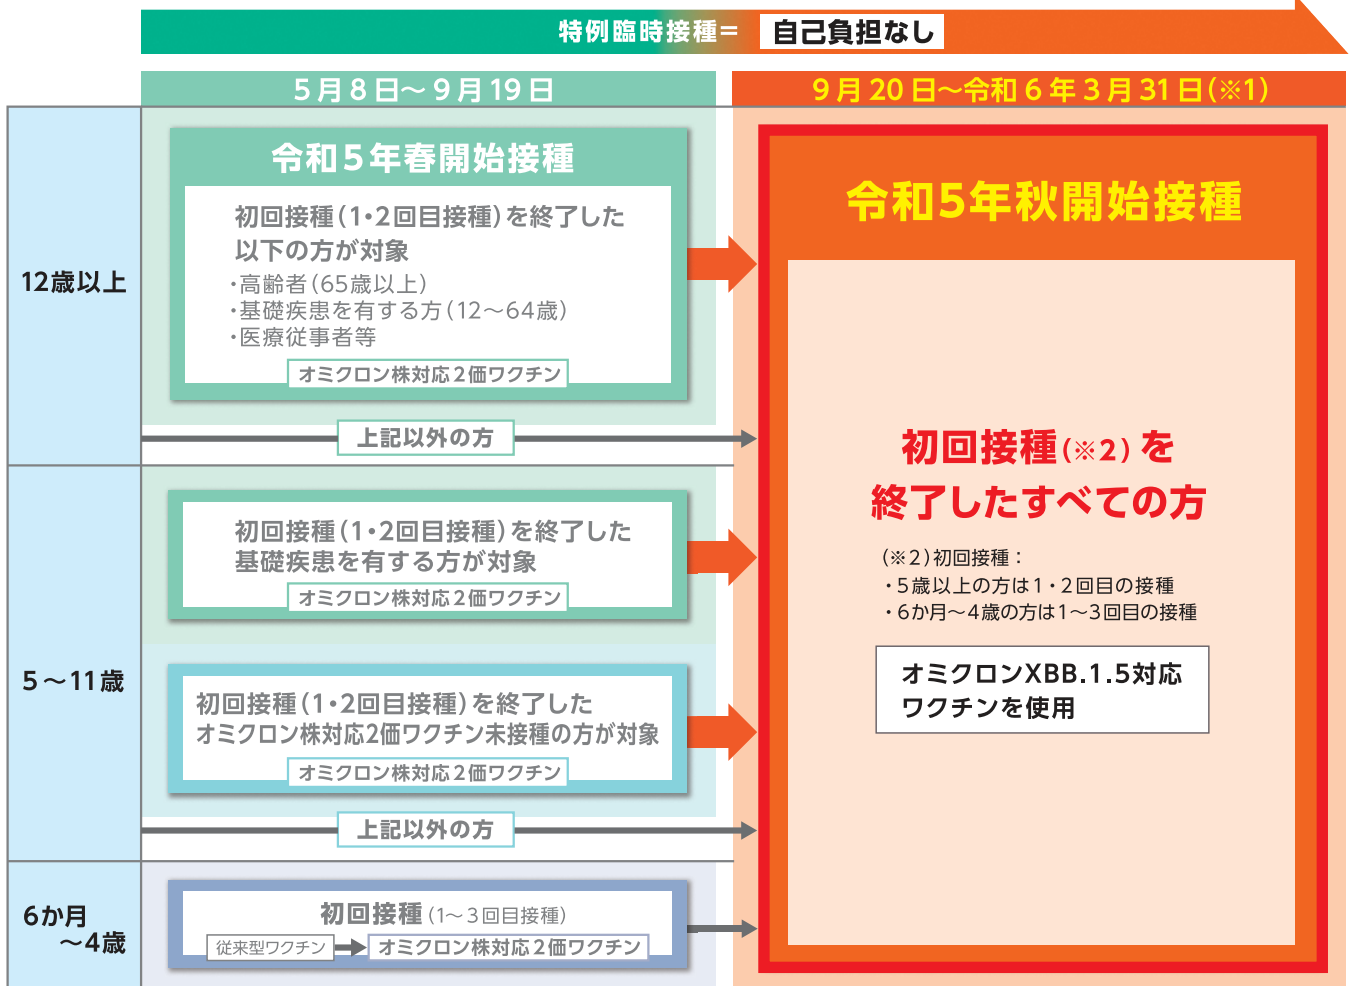 特例臨時接種= 自己負担なし
5月8日～9月19日
9月20日～令和6年3月31日(※1)
12歳以上
令和5年春開始接種
初回接種(1・2回目接種)を終了した
以下の方が対象
・高齢者(65歳以上)
・基礎疾患を有する方(12～64歳)
・医療従事者等
オミクロン株対応2価ワクチン
上記以外の方
5～11歳
初回接種(1・2回目接種)を終了した
基礎疾患を有する方が対象
オミクロン株対応2価ワクチン
初回接種(1・2回目接種)を終了した
オミクロン株対応2価ワクチン未接種の方が対象
オミクロン株対応2価ワクチン
上記以外の方
6か月
～4歳
初回接種(1～3回目接種)
従来型ワクチン
オミクロン株対応2価ワクチン
令和5年秋開始接種
初回接種(※2)を
終了したすべての方
(※2)初回接種：
・5歳以上の方は1・2回目の接種
・6か月～4歳の方は1～3回目の接種
オミクロンXBB.1.5対応
ワクチンを使用